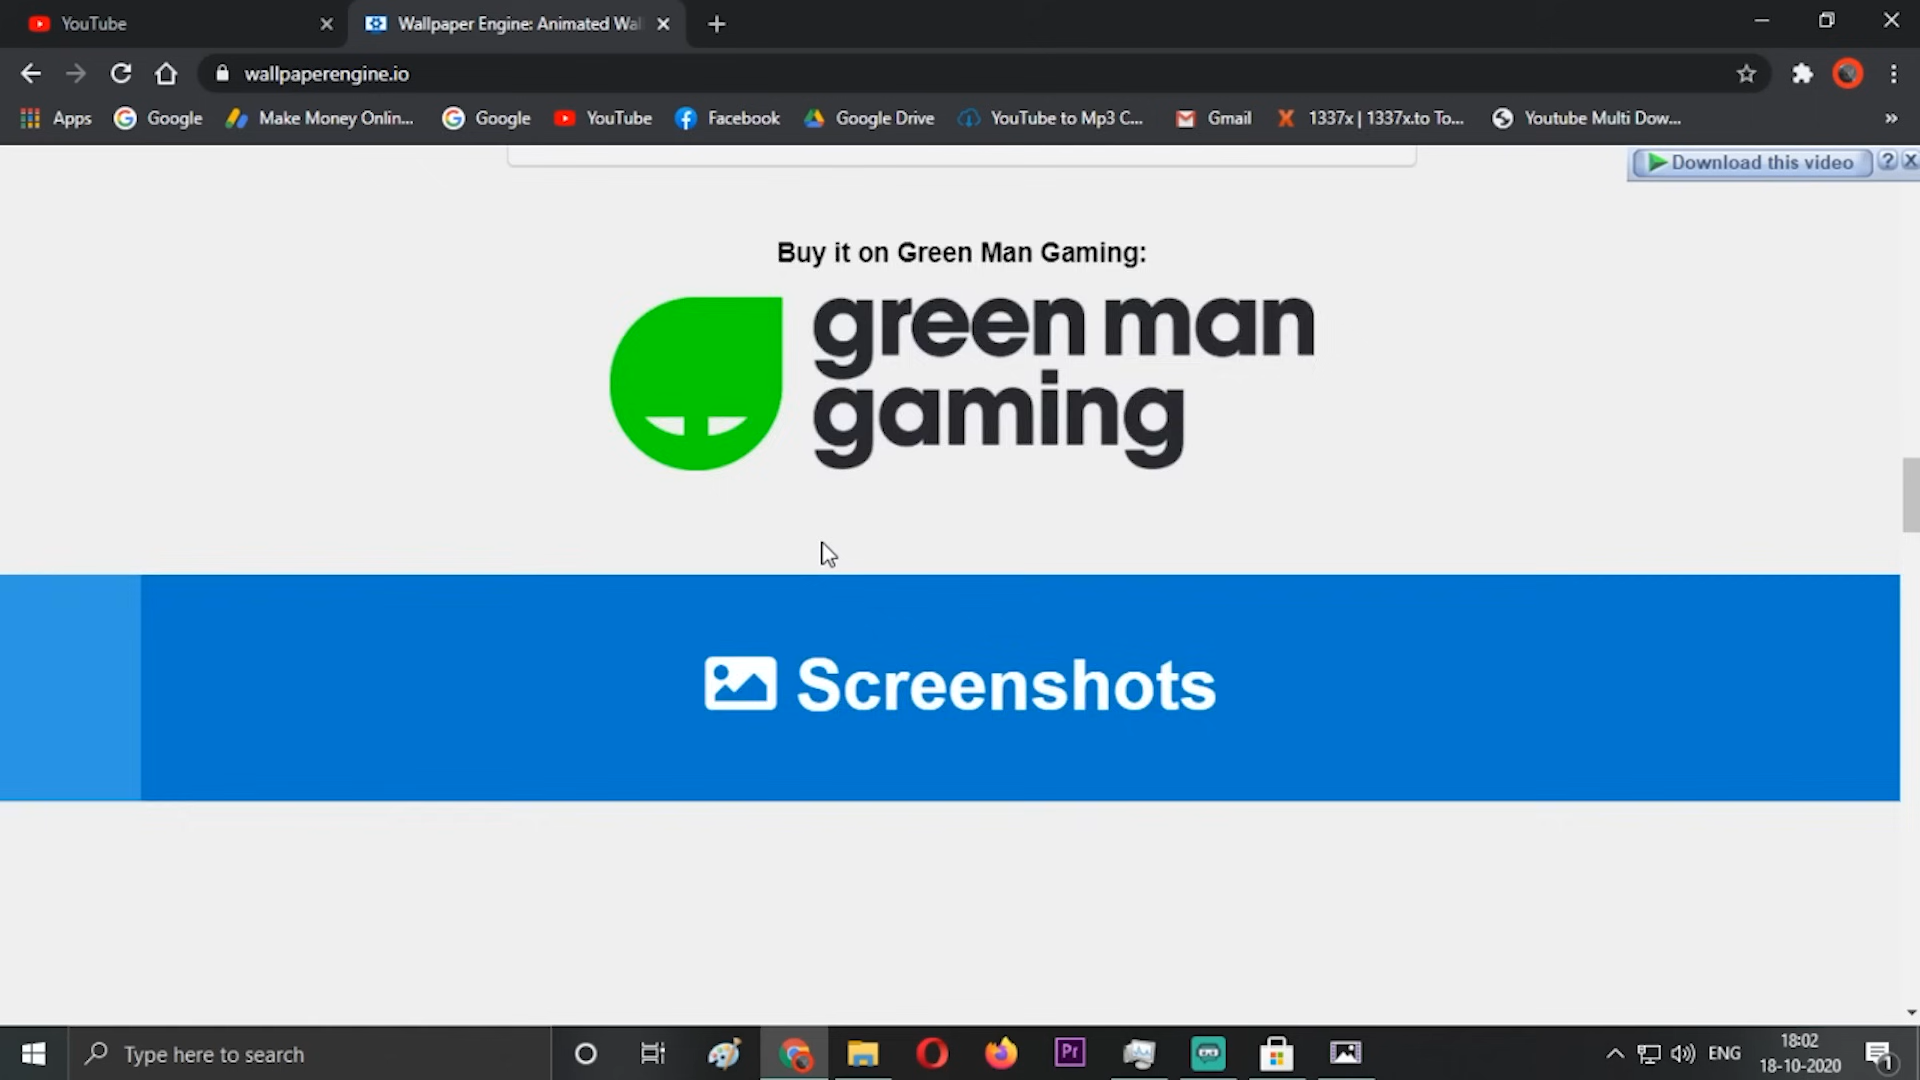 YouTube
Wallpaper Engine: Animated Wal
wallpaperengine.io
Apps
Google
Make Money Onlin...
Google
YouTube
Facebook
Google Drive
YouTube to Mp3 C...
Gmail
1337x | 1337x.to To...
Youtube Multi Dow...
»
Download this video
? X
Buy it on Green Man Gaming:
green man
gaming
Screenshots
Type here to search
Pr
ENG
18:02
18-10-2020
1